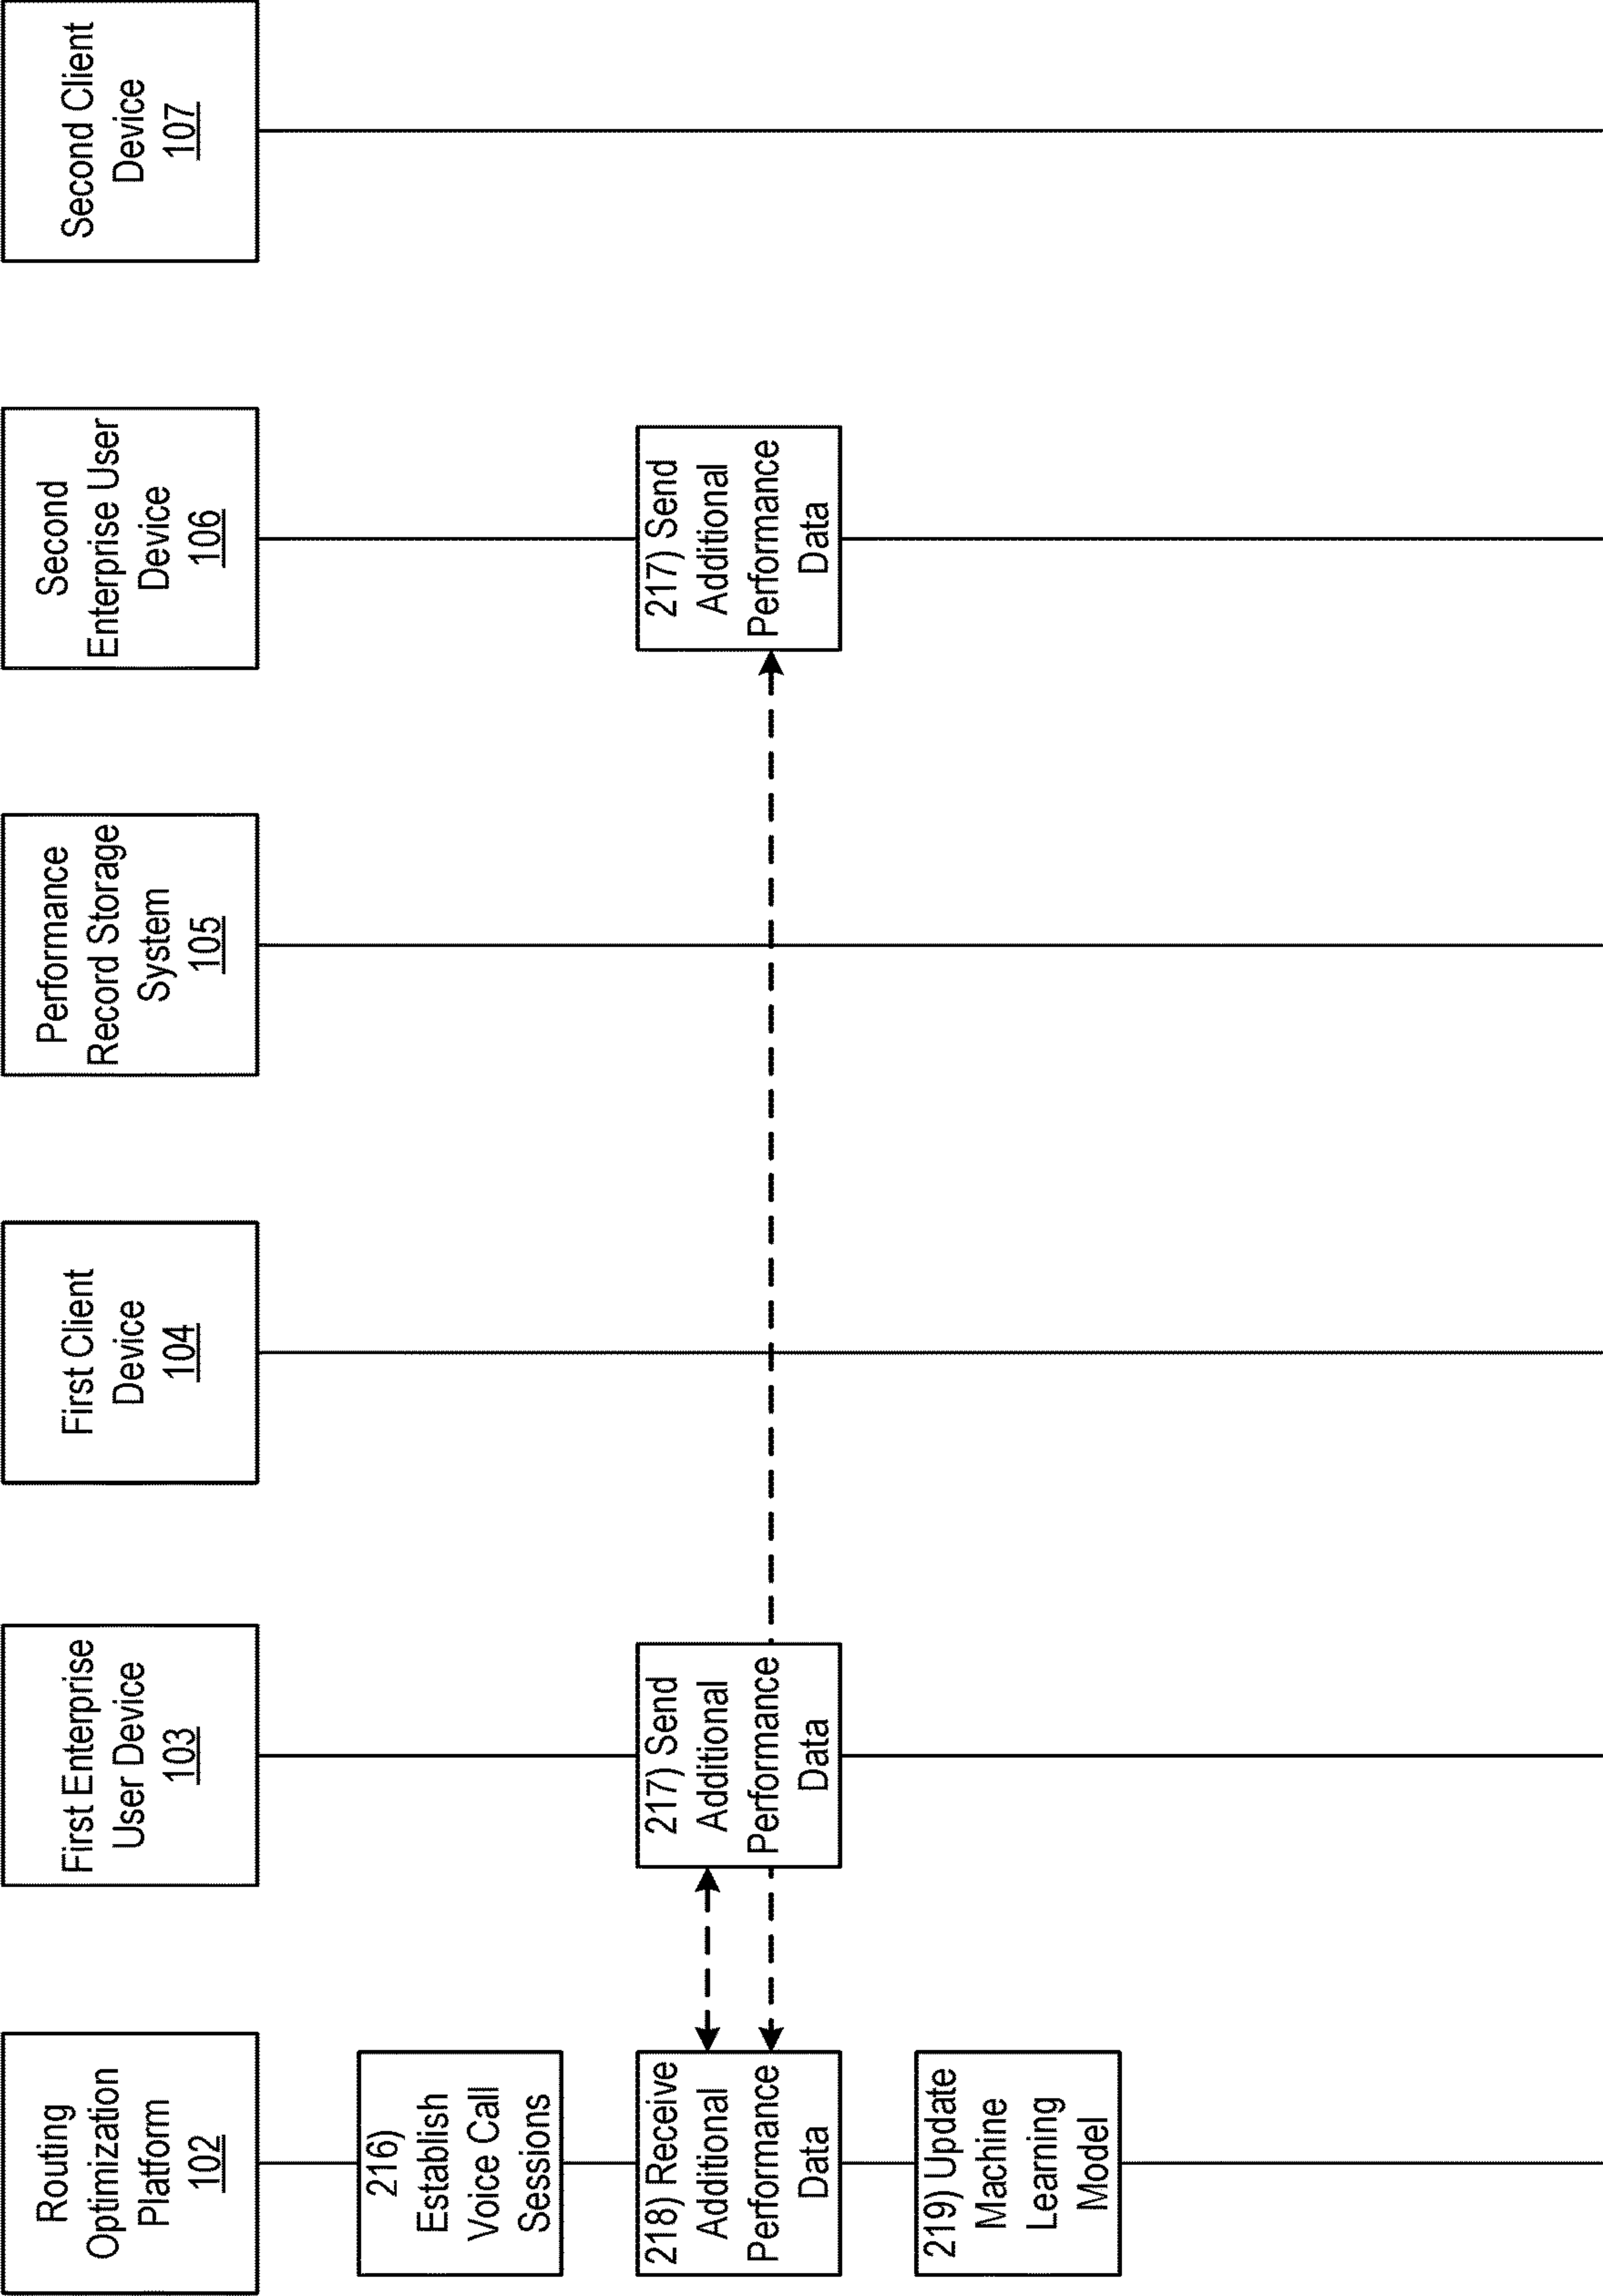 Routing
Optimization
Platform
102
First Enterprise
User Device
103
First Client
Device
104
Performance
Record Storage
System
105
Second
Enterprise User
Device
106
Second Client
Device
107
216)
Establish
Voice Call
Sessions
218) Receive
Additional
Performance
Data
217) Send
Additional
Performance
Data
217) Send
Additional
Performance
Data
219) Update
Machine
Learning
Model